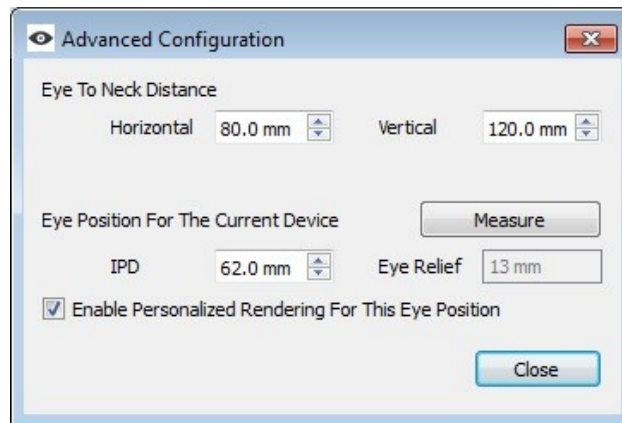 Advanced Configuration
Eye To Neck Distance
Horizontal 80.0 mm Vertical 120.0 mm
Eye Position For The Current Device Measure
IPD 62.0 mm Eye Relief 13 mm
Enable Personalized Rendering For This Eye Position
Close